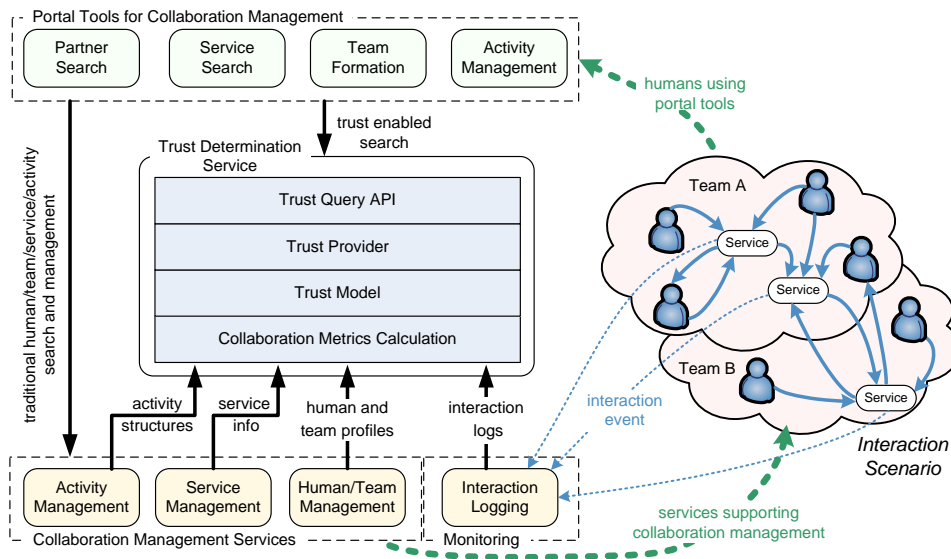 Portal Tools for Collaboration Management
Partner
Search
Service
Search
Team
Formation
Activity
Management
humans using
portal tools
trust enabled
search
traditional human/team/service/activity
search and management
Trust Determination
Service
Trust Query API
Trust Provider
Trust Model
Collaboration Metrics Calculation
Team A
Service
Service
Team B
Service
Interaction
Scenario
interaction
event
activity
structures
service
info
human and
team profiles
interaction
logs
Activity
Management
Service
Management
Human/Team
Management
Interaction
Logging
Collaboration Management Services
Monitoring
services supporting
collaboration management